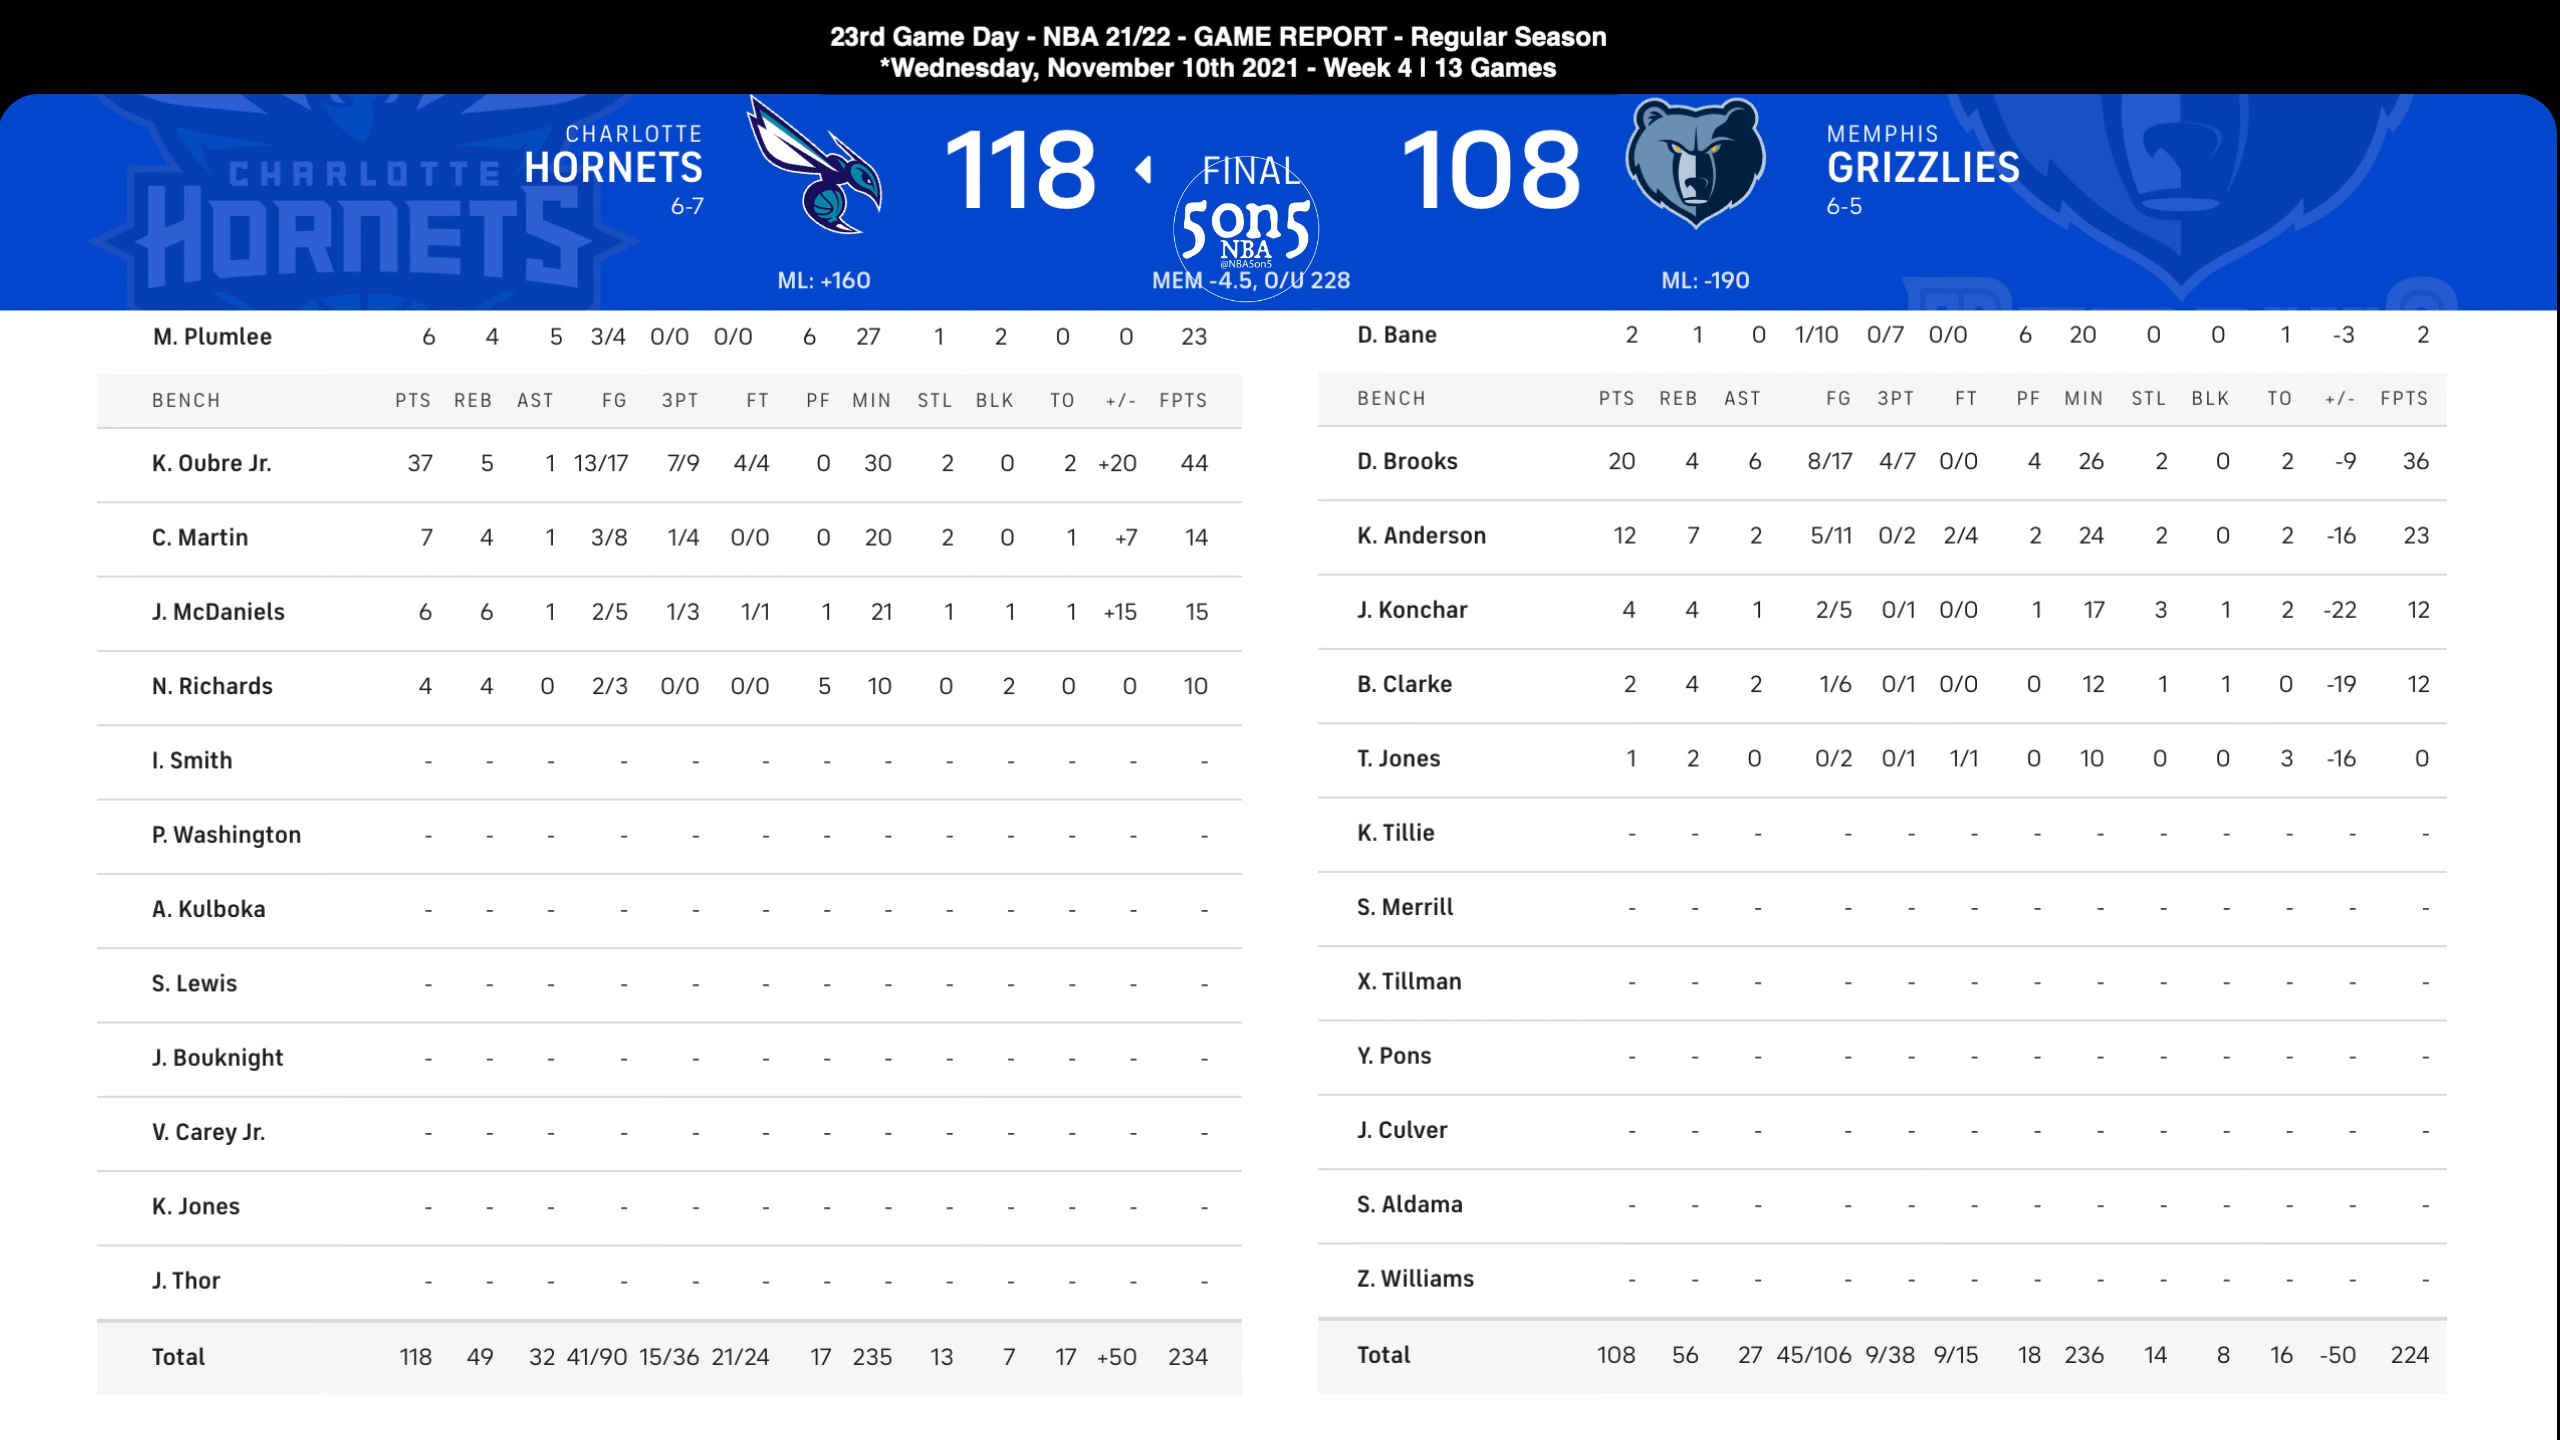 23rd Game Day - NBA 21/22 - GAME REPORT - Regular Season
*Wednesday, November 10th 2021 - Week 4 | 13 Games
CHARLOTTE
HORNETS
CHARLOTTE
HORNETS
6-7
118
FINAL
108
MEMPHIS
GRIZZLIES
6-5
5on5
NBA
@NBA5on5
ML: +160
MEM -4.5, O/U 228
ML: -190
M. Plumlee 6 4 5 3/4 0/0 0/0 6 27 1 2 0 0 23
BENCH PTS REB AST FG 3PT FT PF MIN STL BLK TO +/- FPTS
K. Oubre Jr. 37 5 1 13/17 7/9 4/4 0 30 2 0 2 +20 44
C. Martin 7 4 1 3/8 1/4 0/0 0 20 2 0 1 +7 14
J. McDaniels 6 6 1 2/5 1/3 1/1 1 21 1 1 1 +15 15
N. Richards 4 4 0 2/3 0/0 0/0 5 10 0 2 0 0 10
I. Smith - - - - - - - - - - - - -
P. Washington - - - - - - - - - - - - -
A. Kulboka - - - - - - - - - - - - -
S. Lewis - - - - - - - - - - - - -
J. Bouknight - - - - - - - - - - - - -
V. Carey Jr. - - - - - - - - - - - - -
K. Jones - - - - - - - - - - - - -
J. Thor - - - - - - - - - - - - -
Total 118 49 32 41/90 15/36 21/24 17 235 13 7 17 +50 234
D. Bane 2 1 0 1/10 0/7 0/0 6 20 0 0 1 -3 2
BENCH PTS REB AST FG 3PT FT PF MIN STL BLK TO +/- FPTS
D. Brooks 20 4 6 8/17 4/7 0/0 4 26 2 0 2 -9 36
K. Anderson 12 7 2 5/11 0/2 2/4 2 24 2 0 2 -16 23
J. Konchar 4 4 1 2/5 0/1 0/0 1 17 3 1 2 -22 12
B. Clarke 2 4 2 1/6 0/1 0/0 0 12 1 1 0 -19 12
T. Jones 1 2 0 0/2 0/1 1/1 0 10 0 0 3 -16 0
K. Tillie - - - - - - - - - - - - -
S. Merrill - - - - - - - - - - - - -
X. Tillman - - - - - - - - - - - - -
Y. Pons - - - - - - - - - - - - -
J. Culver - - - - - - - - - - - - -
S. Aldama - - - - - - - - - - - - -
Z. Williams - - - - - - - - - - - - -
Total 108 56 27 45/106 9/38 9/15 18 236 14 8 16 -50 224